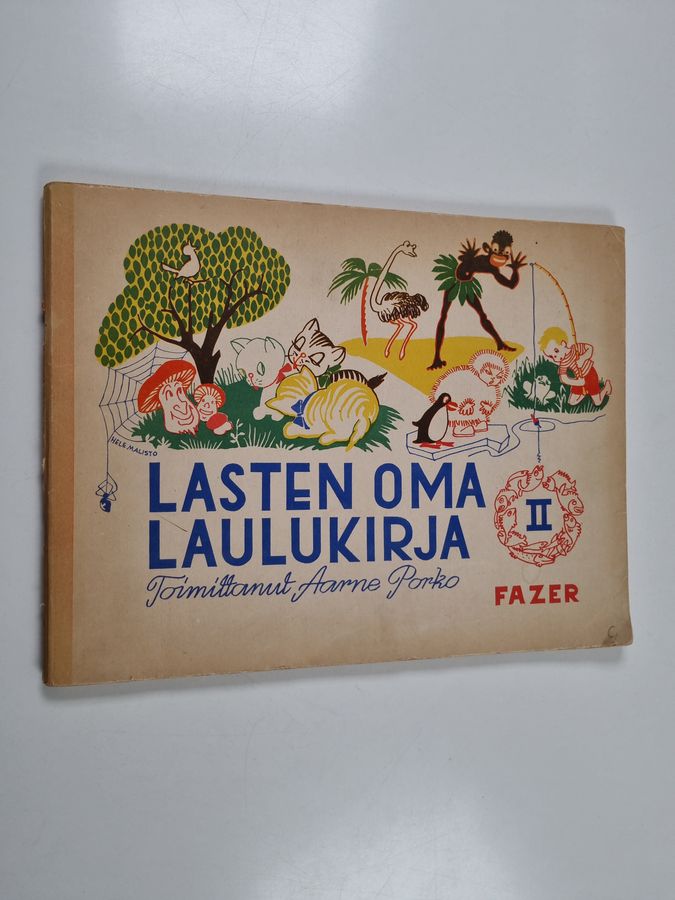 HELE.MALISTO
LASTEN OMA
LAULUKIRJA
II
Toimittanut Aarne Porko
FAZER